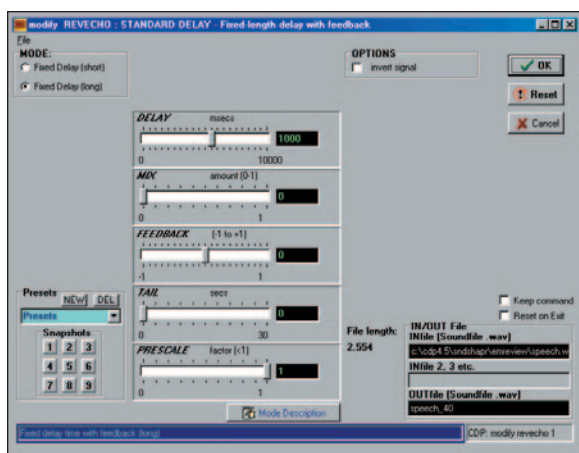 modify REVECHO : STANDARD DELAY - Fixed length delay with feedback
File
MODE:
Fixed Delay (short)
Fixed Delay (long)
OPTIONS
invert signal
OK
Reset
Cancel
DELAY msecs
1000
0 10000
MIX amount (0-1)
0
0 1
FEEDBACK (-1 to +1)
0
-1 1
TAIL secs
0
0 30
PRESCALE factor (<1)
1
0 1
Mode Description
Presets NEW DEL
Presets
Snapshots
1 2 3
4 5 6
7 8 9
File length:
2.554
Keep command
Reset on Exit
IN/OUT File
INfile (Soundfile .wav)
c:\cdp4.5\sndshapr\emreview\speech.w
INfile 2, 3 etc.
OUTfile (Soundfile .wav)
speech_40
Fixed delay time with feedback (long)
CDP: modify revecho 1